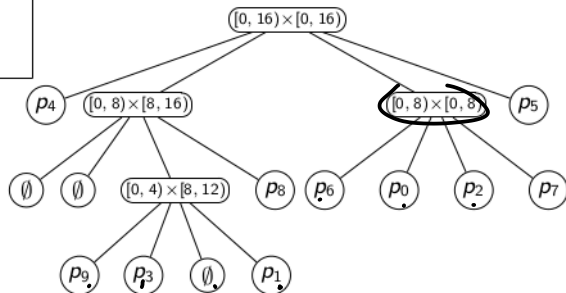 [0, 16)×[0, 16)
p4 [0, 8)×[8, 16) [0, 8)×[0, 8) p5
∅ ∅ [0, 4)×[8, 12) p8 p6 p0 p2 p7
p9 p3 ∅ p1